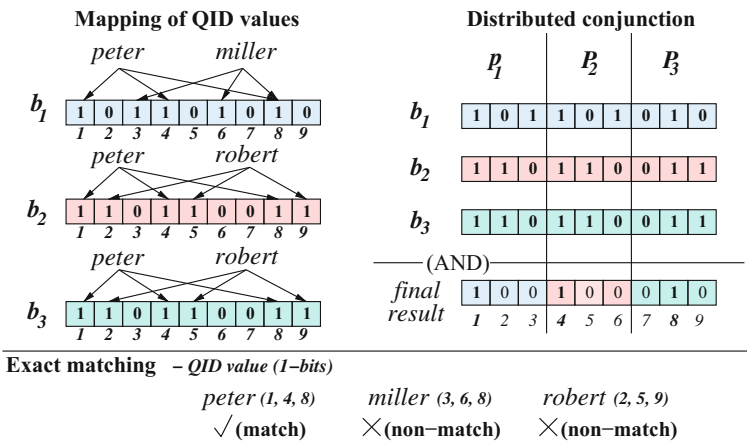 Mapping of QID values
peter miller
b1 1 0 1 1 0 1 0 1 0
1 2 3 4 5 6 7 8 9
peter robert
b2 1 1 0 1 1 0 0 1 1
1 2 3 4 5 6 7 8 9
peter robert
b3 1 1 0 1 1 0 0 1 1
1 2 3 4 5 6 7 8 9
Distributed conjunction
p1 P2 P3
b1 1 0 1 1 0 1 0 1 0
b2 1 1 0 1 1 0 0 1 1
b3 1 1 0 1 1 0 0 1 1
(AND)
final 1 0 0 1 0 0 0 1 0
result 1 2 3 4 5 6 7 8 9
Exact matching – QID value (1–bits)
peter (1, 4, 8) miller (3, 6, 8) robert (2, 5, 9)
✓(match) ×(non–match) ×(non–match)